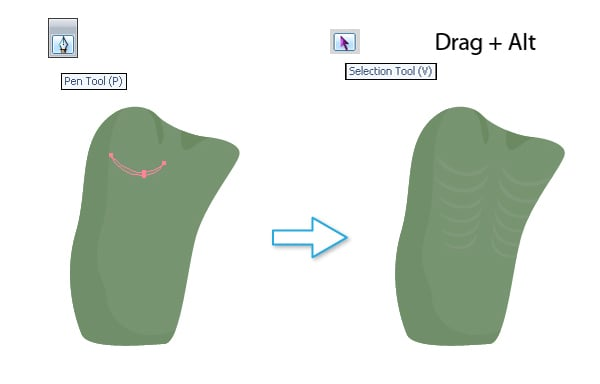 Drag + Alt
Selection Tool (V)
Pen Tool (P)